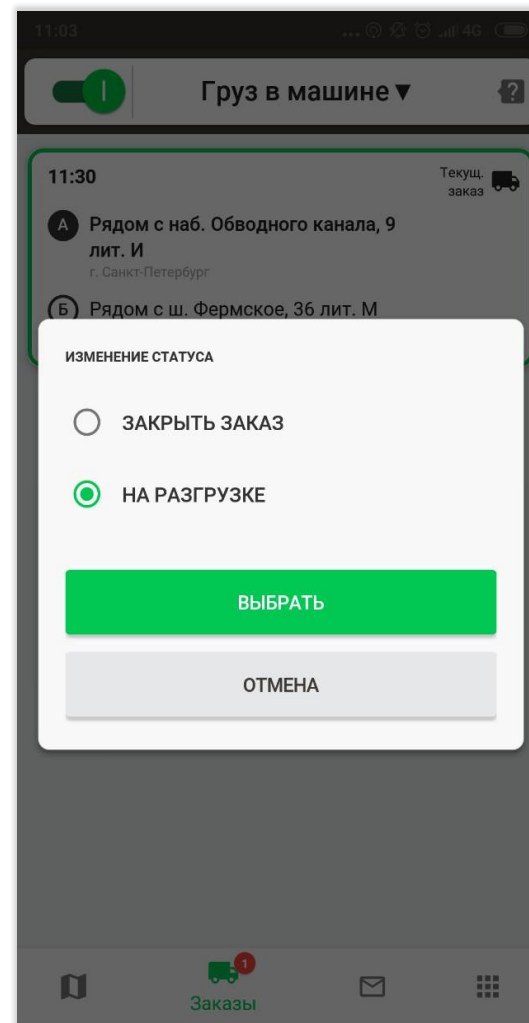 11:03
... 4G
Груз в машине ▼
?
11:30
Текущ.
заказ
А Рядом с наб. Обводного канала, 9
лит. И
г. Санкт-Петербург
Б Рядом с ш. Фермское, 36 лит. М
ИЗМЕНЕНИЕ СТАТУСА
ЗАКРЫТЬ ЗАКАЗ
НА РАЗГРУЗКЕ
ВЫБРАТЬ
ОТМЕНА
1
Заказы